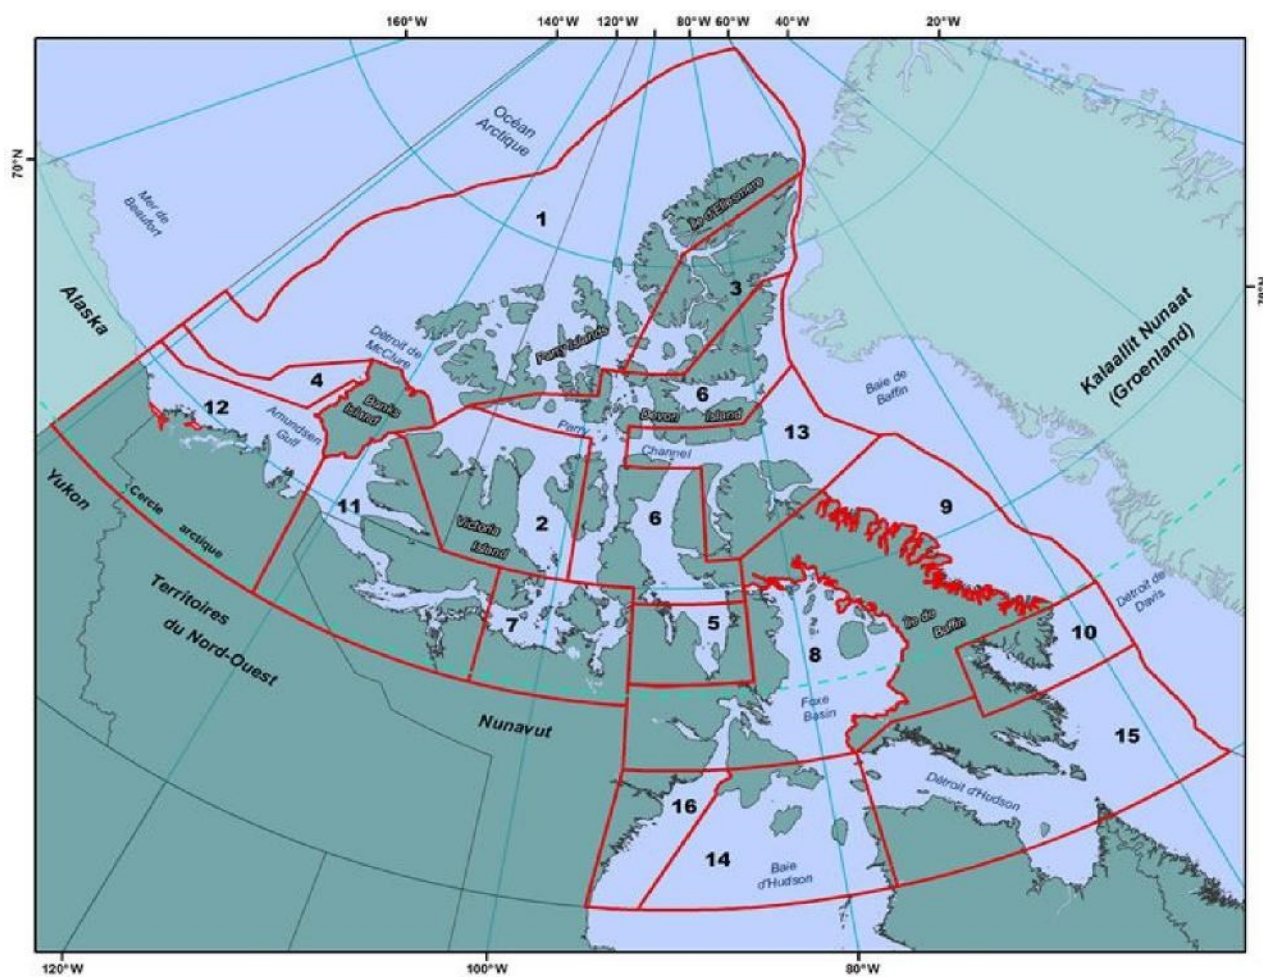 160°W
140°W
120°W
80°W
60°W
40°W
20°W
70°N
Océan
Arctique
Mer de
Beaufort
1
Île d'Ellesmere
3
Alaska
Détroit de
McClure
Parry Islands
Kalaallit Nunaat
(Groenland)
Baie de
Baffin
4
12
Banks
Island
Amundsen
Gulf
6
Devon Island
Parry
Channel
13
Yukon
Cercle arctique
11
Victoria
Island
2
6
9
Territoires
du Nord-Ouest
7
5
8
Île de
Baffin
10
Détroit de
Davis
Nunavut
Foxe
Basin
15
16
Détroit d'Hudson
14
Baie
d'Hudson
120°W
100°W
80°W